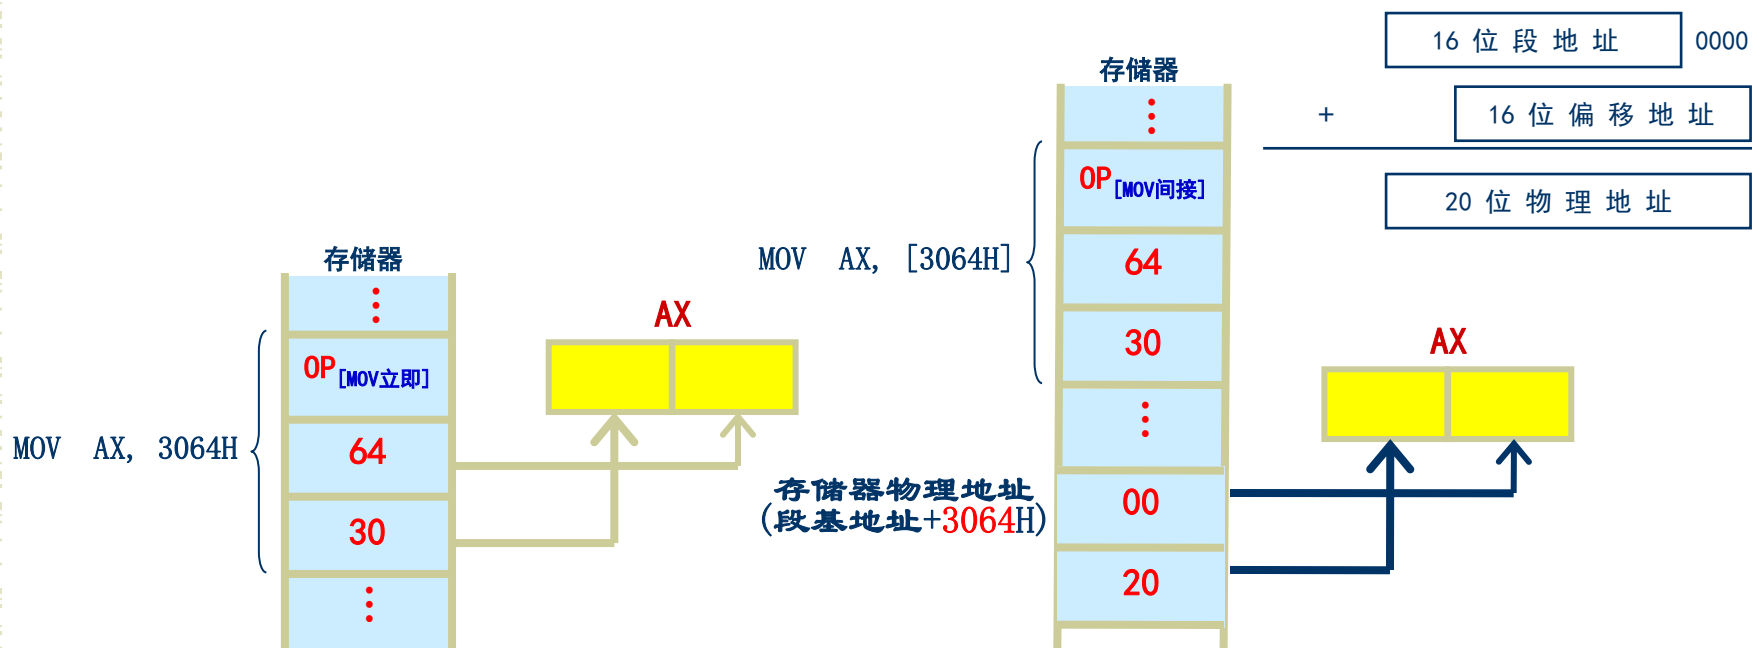 存储器
⋮
OP[MOV立即]
64
30
⋮
MOV AX, 3064H
AX
存储器
⋮
OP[MOV间接]
64
30
⋮
00
20
MOV AX, [3064H]
存储器物理地址
(段基地址+3064H)
AX
16 位 段 地 址 0000
+ 16 位 偏 移 地 址
20 位 物 理 地 址